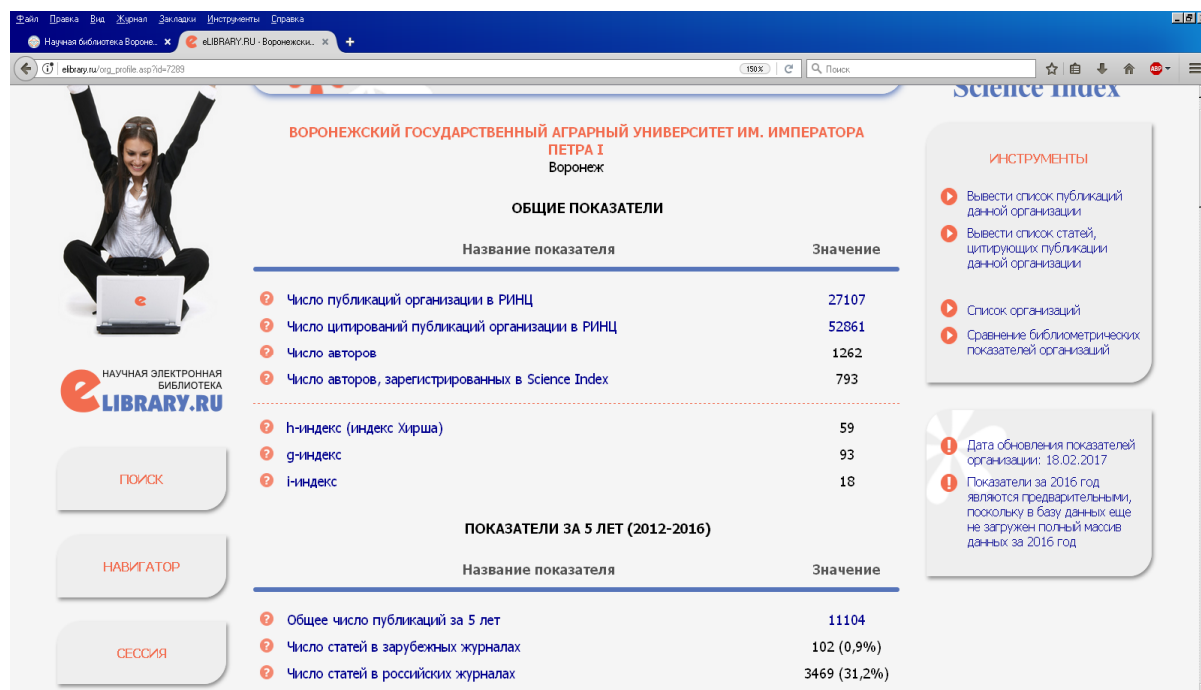 Файл Правка Вид Журнал Закладки Инструменты Справка
Научная библиотека Вороне... eLIBRARY.RU - Воронежски...
elibrary.ru/org_profile.asp?id=7289 150% Поиск ABP
Science Index
ВОРОНЕЖСКИЙ ГОСУДАРСТВЕННЫЙ АГРАРНЫЙ УНИВЕРСИТЕТ ИМ. ИМПЕРАТОРА
ПЕТРА I
Воронеж
ОБЩИЕ ПОКАЗАТЕЛИ
Название показателя Значение
Число публикаций организации в РИНЦ 27107
Число цитирований публикаций организации в РИНЦ 52861
Число авторов 1262
Число авторов, зарегистрированных в Science Index 793
h-индекс (индекс Хирша) 59
g-индекс 93
i-индекс 18
ПОКАЗАТЕЛИ ЗА 5 ЛЕТ (2012-2016)
Название показателя Значение
Общее число публикаций за 5 лет 11104
Число статей в зарубежных журналах 102 (0,9%)
Число статей в российских журналах 3469 (31,2%)
НАУЧНАЯ ЭЛЕКТРОННАЯ
БИБЛИОТЕКА
eLIBRARY.RU
ПОИСК
НАВИГАТОР
СЕССИЯ
ИНСТРУМЕНТЫ
Вывести список публикаций
данной организации
Вывести список статей,
цитирующих публикации
данной организации
Список организаций
Сравнение библиометрических
показателей организаций
Дата обновления показателей
организации: 18.02.2017
Показатели за 2016 год
являются предварительными,
поскольку в базу данных еще
не загружен полный массив
данных за 2016 год